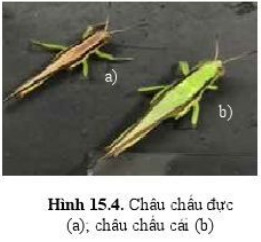 a)
b)
Hình 15.4. Châu chấu đực
(a); châu chấu cái (b)